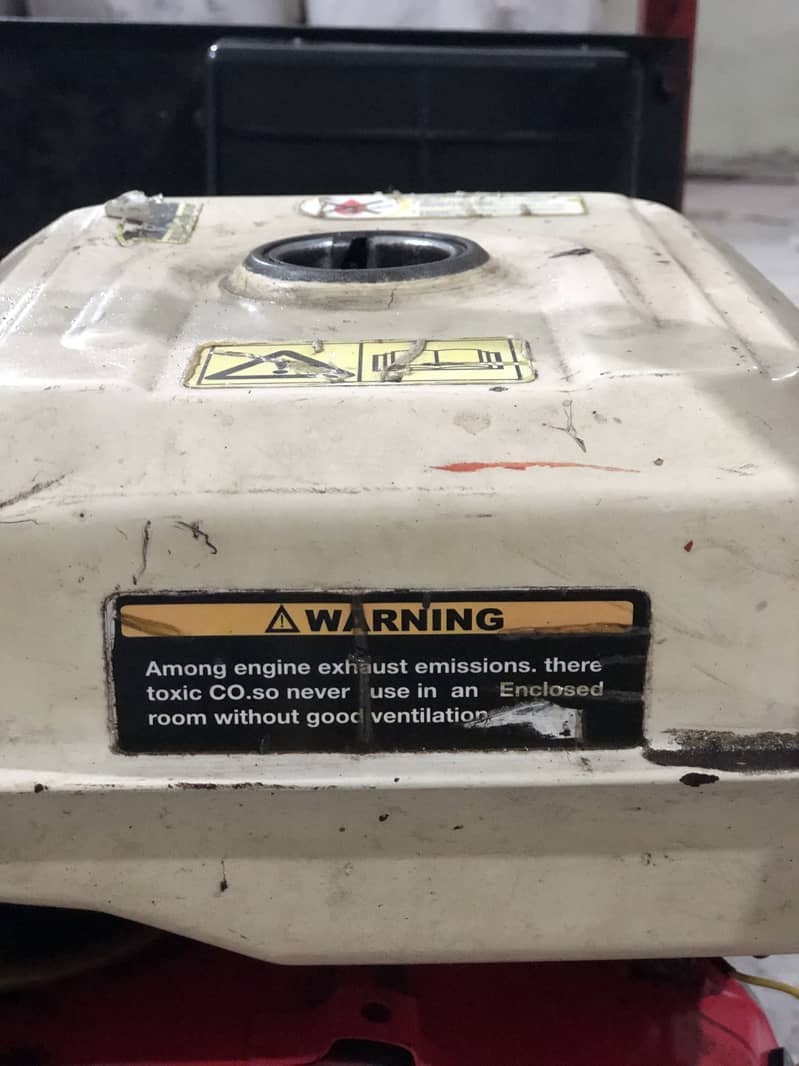 WARNING
Among engine exhaust emissions. there
toxic CO.so never use in an Enclosed
room without good ventilation